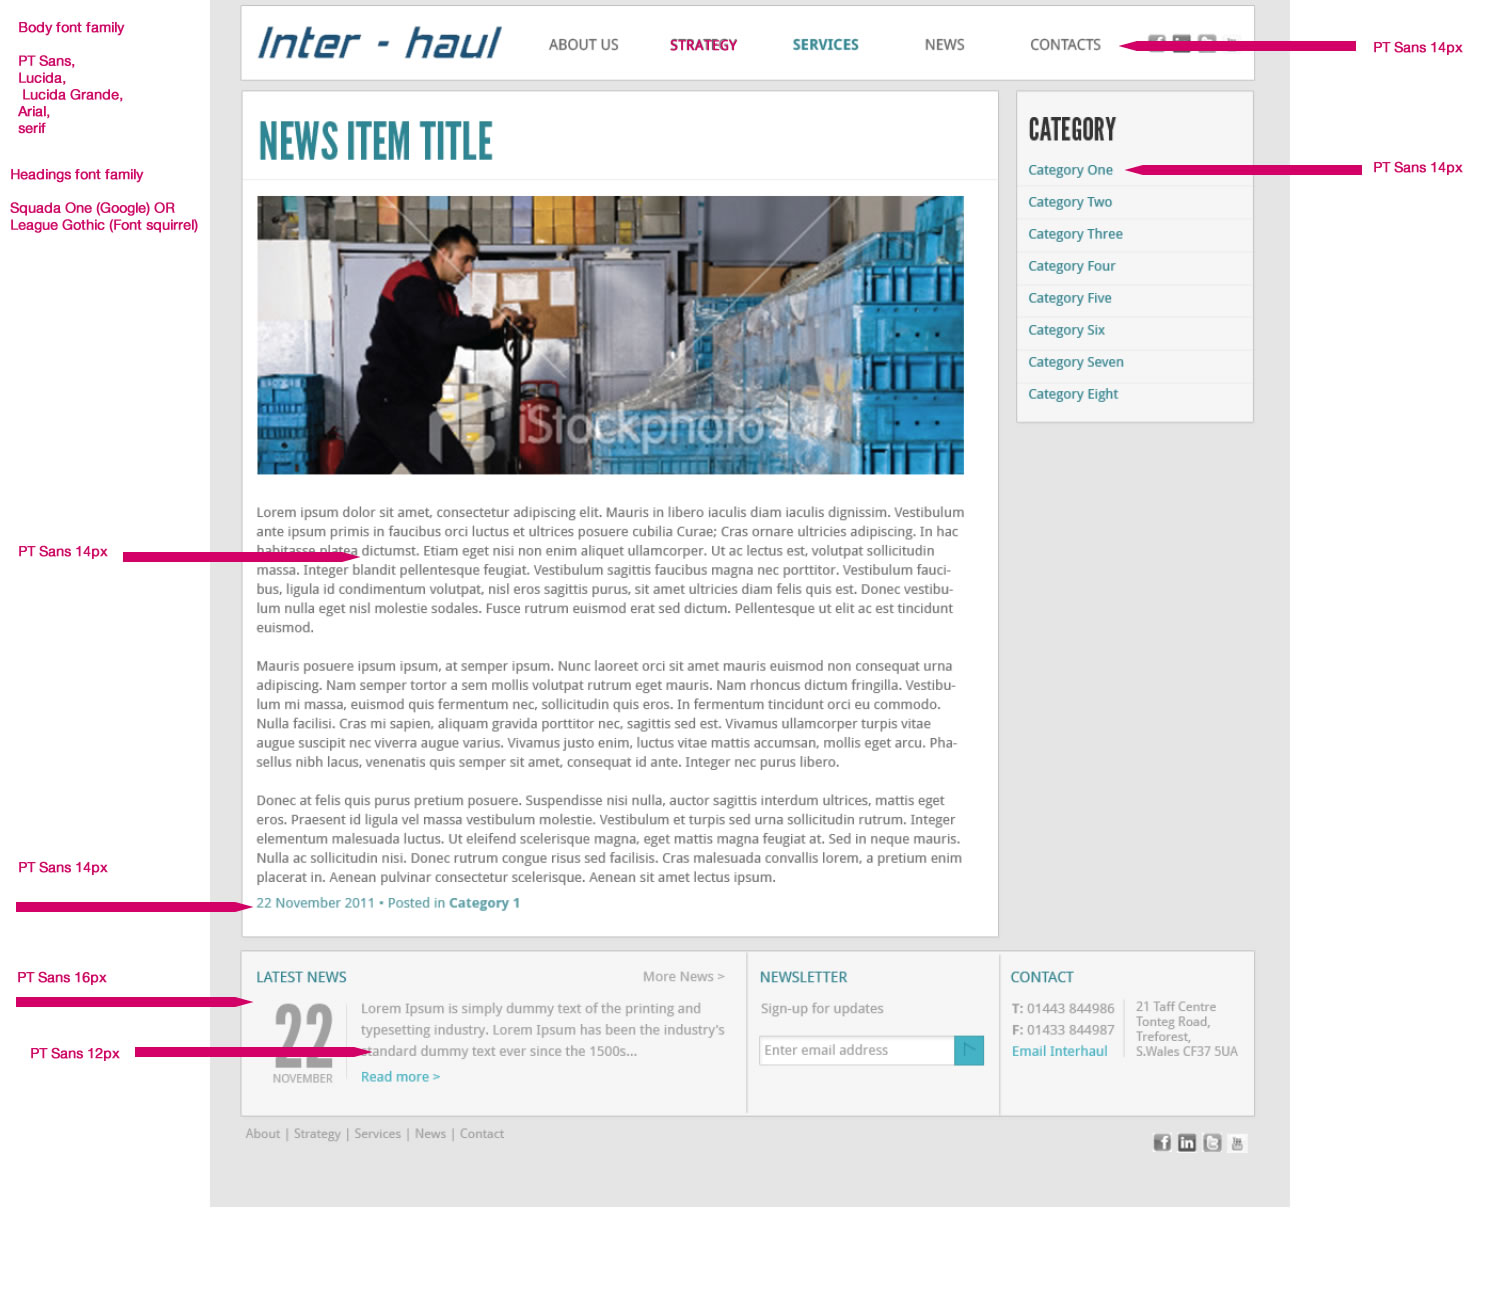 Body font family
PT Sans,
Lucida,
Lucida Grande,
Arial,
serif
Headings font family
Squada One (Google) OR
League Gothic (Font squirrel)
Inter - haul
ABOUT US
STRATEGY
SERVICES
NEWS
CONTACTS
PT Sans 14px
NEWS ITEM TITLE
CATEGORY
Category One
PT Sans 14px
Category Two
Category Three
Category Four
Category Five
Category Six
Category Seven
Category Eight
iStockphoto
Lorem ipsum dolor sit amet, consectetur adipiscing elit. Mauris in libero iaculis diam iaculis dignissim. Vestibulum
ante ipsum primis in faucibus orci luctus et ultrices posuere cubilia Curae; Cras ornare ultricies adipiscing. In hac
habitasse platea dictumst. Etiam eget nisi non enim aliquet ullamcorper. Ut ac lectus est, volutpat sollicitudin
massa. Integer blandit pellentesque feugiat. Vestibulum sagittis faucibus magna nec porttitor. Vestibulum fauci-
bus, ligula id condimentum volutpat, nisl eros sagittis purus, sit amet ultricies diam felis quis est. Donec vestibu-
lum nulla eget nisl molestie sodales. Fusce rutrum euismod erat sed dictum. Pellentesque ut elit ac est tincidunt
euismod.
PT Sans 14px
Mauris posuere ipsum ipsum, at semper ipsum. Nunc laoreet orci sit amet mauris euismod non consequat urna
adipiscing. Nam semper tortor a sem mollis volutpat rutrum eget mauris. Nam rhoncus dictum fringilla. Vestibu-
lum mi massa, euismod quis fermentum nec, sollicitudin quis eros. In fermentum tincidunt orci eu commodo.
Nulla facilisi. Cras mi sapien, aliquam gravida porttitor nec, sagittis sed est. Vivamus ullamcorper turpis vitae
augue suscipit nec viverra augue varius. Vivamus justo enim, luctus vitae mattis accumsan, mollis eget arcu. Pha-
sellus nibh lacus, venenatis quis semper sit amet, consequat id ante. Integer nec purus libero.
Donec at felis quis purus pretium posuere. Suspendisse nisi nulla, auctor sagittis interdum ultrices, mattis eget
eros. Praesent id ligula vel massa vestibulum molestie. Vestibulum et turpis sed urna sollicitudin rutrum. Integer
elementum malesuada luctus. Ut eleifend scelerisque magna, eget mattis magna feugiat at. Sed in neque mauris.
Nulla ac sollicitudin nisi. Donec rutrum congue risus sed facilisis. Cras malesuada convallis lorem, a pretium enim
placerat in. Aenean pulvinar consectetur scelerisque. Aenean sit amet lectus ipsum.
PT Sans 14px
22 November 2011 • Posted in Category 1
PT Sans 16px
PT Sans 12px
LATEST NEWS
More News >
22
NOVEMBER
Lorem Ipsum is simply dummy text of the printing and
typesetting industry. Lorem Ipsum has been the industry's
standard dummy text ever since the 1500s...
Read more >
NEWSLETTER
Sign-up for updates
Enter email address
CONTACT
T: 01443 844986
F: 01433 844987
Email Interhaul
21 Taff Centre
Tonteg Road,
Treforest,
S.Wales CF37 5UA
About | Strategy | Services | News | Contact
f
in
t
You